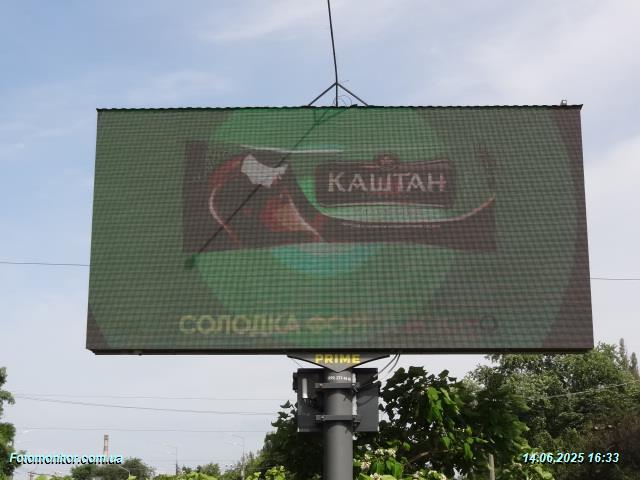 КАШТАН
СОЛОДКА
PRIME
Fotomonitor.com.ua
14.06.2025 16:33